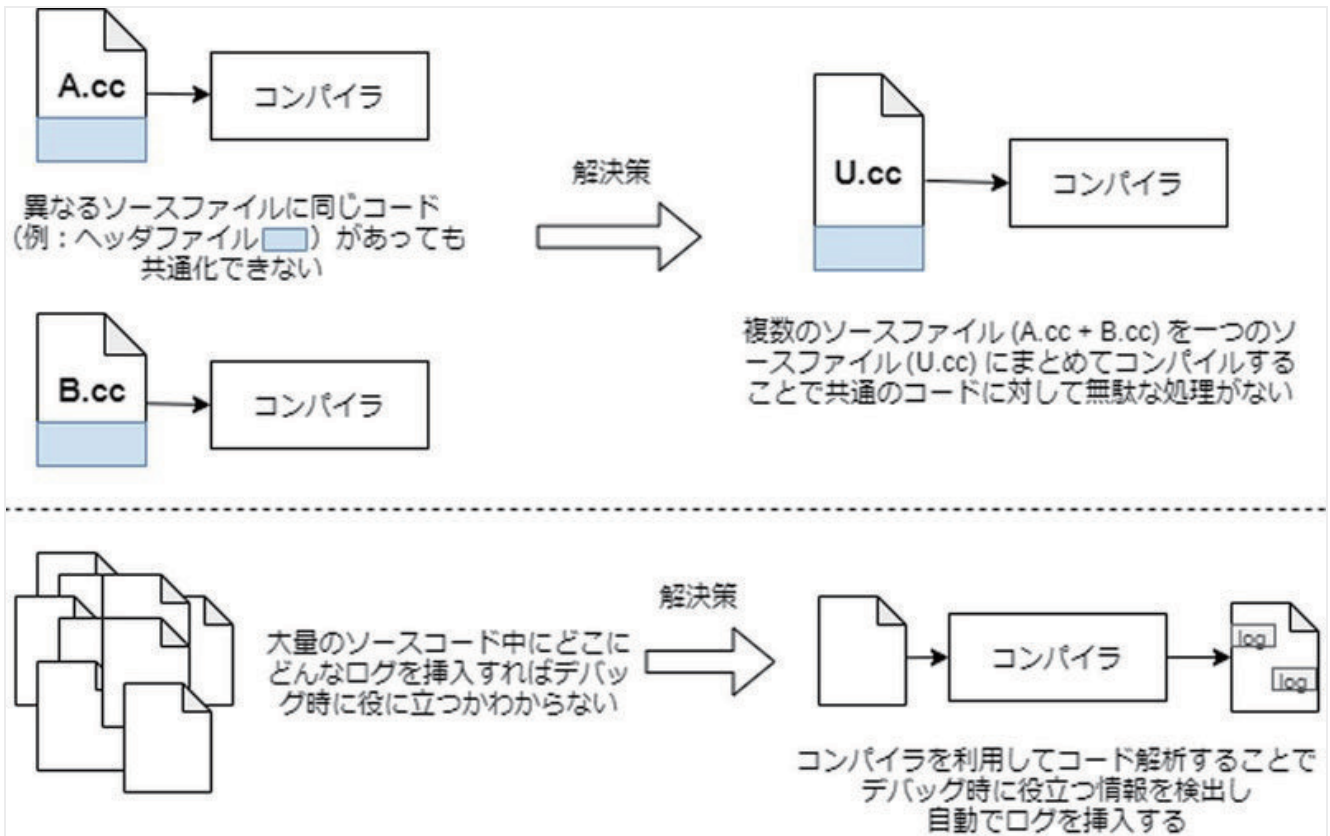 A.cc
コンパイラ
異なるソースファイルに同じコード
（例：ヘッダファイル）があっても
共通化できない
B.cc
コンパイラ
解決策
U.cc
コンパイラ
複数のソースファイル (A.cc + B.cc) を一つのソ
ースファイル (U.cc) にまとめてコンパイルする
ことで共通のコードに対して無駄な処理がない
大量のソースコード中にどこに
どんなログを挿入すればデバッ
グ時に役に立つかわからない
解決策
コンパイラ
log
log
コンパイラを利用してコード解析することで
デバッグ時に役立つ情報を検出し
自動でログを挿入する